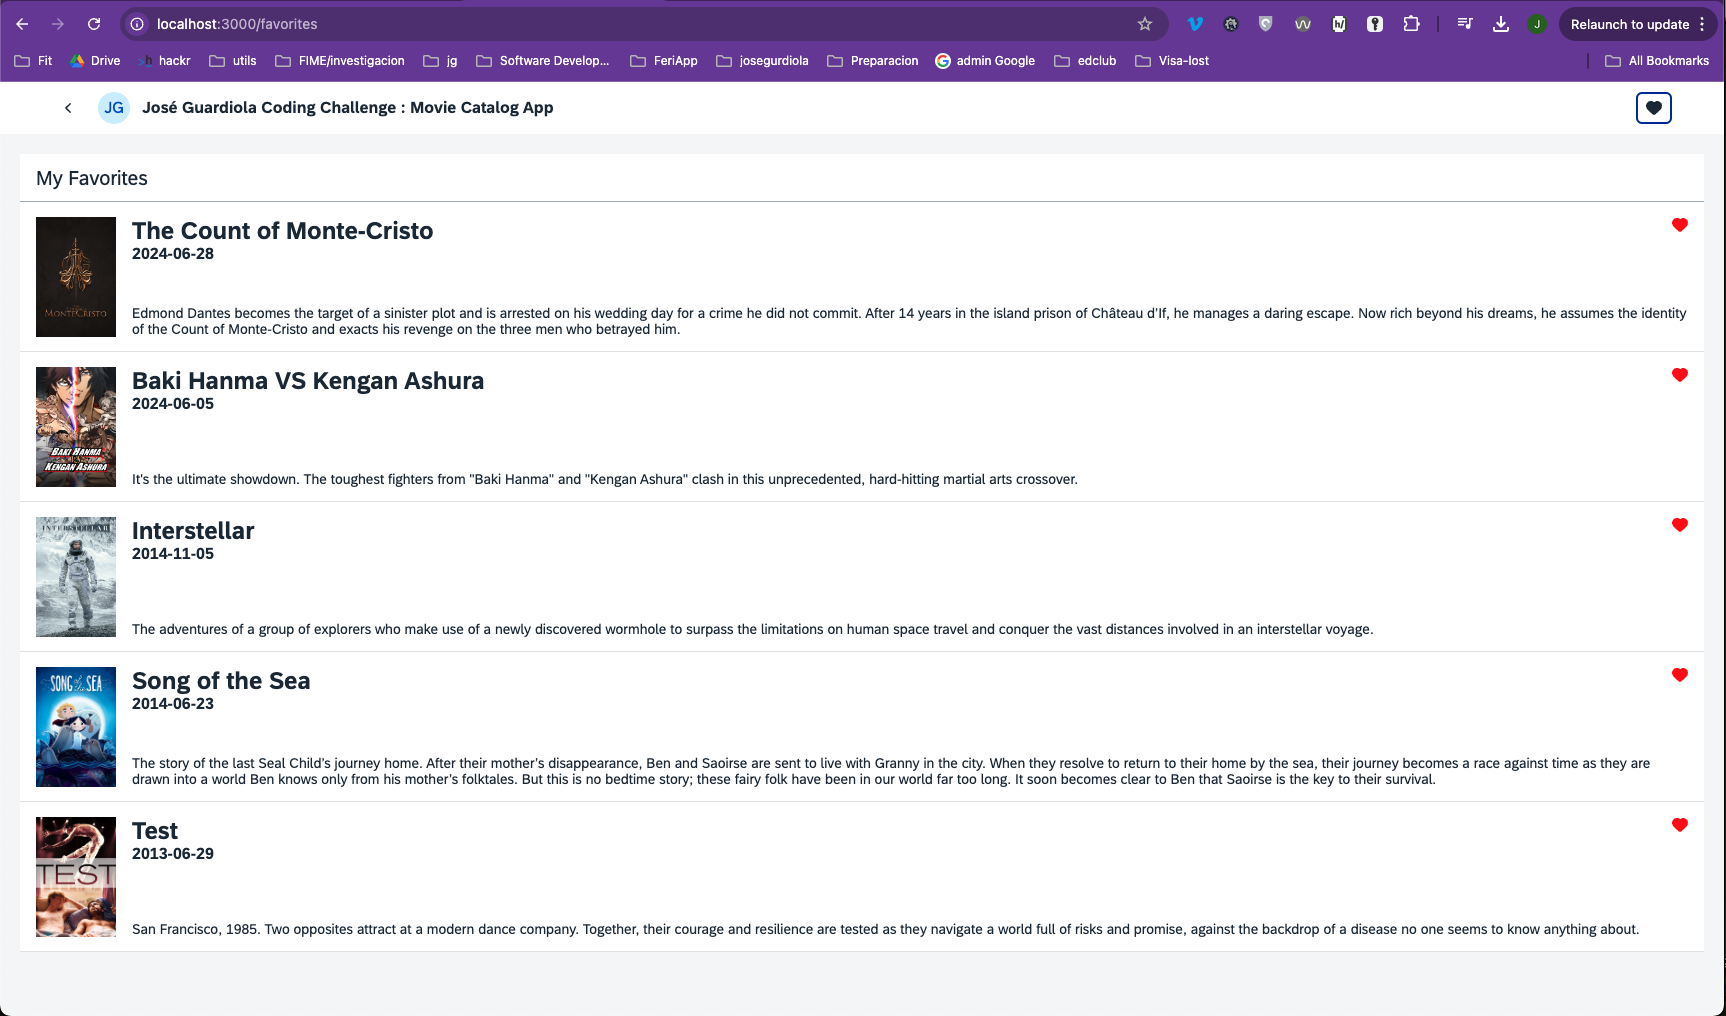 localhost:3000/favorites
Relaunch to update
Fit
Drive
hackr
utils
FIME/investigacion
jg
Software Develop...
FeriApp
josegurdiola
Preparacion
admin Google
edclub
Visa-lost
All Bookmarks
JG
José Guardiola Coding Challenge : Movie Catalog App
My Favorites
MONTECRISTO
The Count of Monte-Cristo
2024-06-28
Edmond Dantes becomes the target of a sinister plot and is arrested on his wedding day for a crime he did not commit. After 14 years in the island prison of Château d'If, he manages a daring escape. Now rich beyond his dreams, he assumes the identity
of the Count of Monte-Cristo and exacts his revenge on the three men who betrayed him.
BAKI HANMA
KENGAN ASHURA
Baki Hanma VS Kengan Ashura
2024-06-05
It's the ultimate showdown. The toughest fighters from "Baki Hanma" and "Kengan Ashura" clash in this unprecedented, hard-hitting martial arts crossover.
INTERSTELLAR
Interstellar
2014-11-05
The adventures of a group of explorers who make use of a newly discovered wormhole to surpass the limitations on human space travel and conquer the vast distances involved in an interstellar voyage.
SONG of the SEA
Song of the Sea
2014-06-23
The story of the last Seal Child's journey home. After their mother's disappearance, Ben and Saoirse are sent to live with Granny in the city. When they resolve to return to their home by the sea, their journey becomes a race against time as they are
drawn into a world Ben knows only from his mother's folktales. But this is no bedtime story; these fairy folk have been in our world far too long. It soon becomes clear to Ben that Saoirse is the key to their survival.
TEST
Test
2013-06-29
San Francisco, 1985. Two opposites attract at a modern dance company. Together, their courage and resilience are tested as they navigate a world full of risks and promise, against the backdrop of a disease no one seems to know anything about.